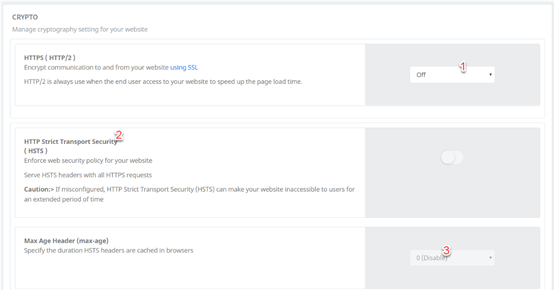 CRYPTO
Manage cryptography setting for your website
HTTPS ( HTTP/2 )
Encrypt communication to and from your website using SSL
HTTP/2 is always use when the end user access to your website to speed up the page load time.
1
Off
HTTP Strict Transport Security
2
( HSTS )
Enforce web security policy for your website
Serve HSTS headers with all HTTPS requests
Caution:> If misconfigured, HTTP Strict Transport Security (HSTS) can make your website inaccessible to users for
an extended period of time
Max Age Header (max-age)
Specify the duration HSTS headers are cached in browsers
3
0 (Disable)